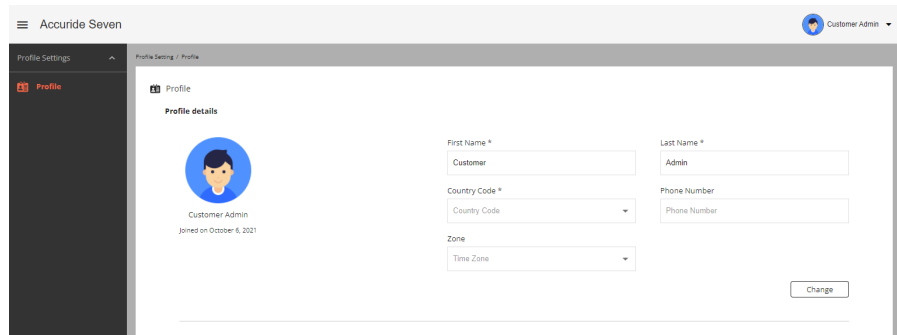 Accuride Seven
Customer Admin
Profile Settings
Profile Setting / Profile
Profile
Profile
Profile details
First Name *
Last Name *
Customer
Admin
Country Code *
Phone Number
Country Code
Phone Number
Customer Admin
Joined on October 6, 2021
Zone
Time Zone
Change